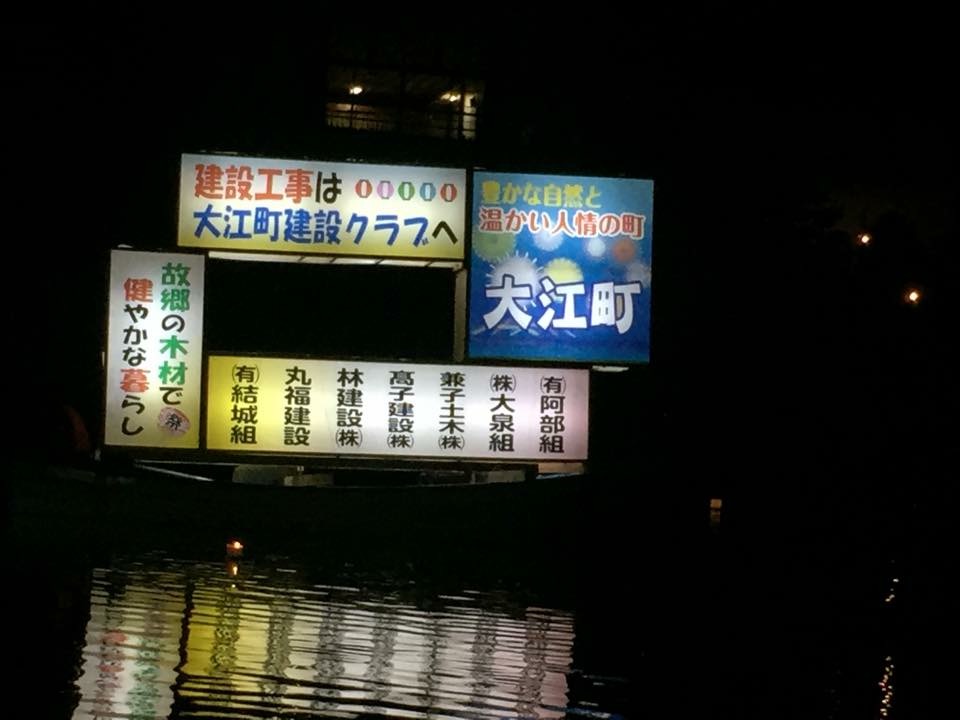 建設工事は
大江町建設クラブへ
豊かな自然と
温かい人情の町
大江町
故郷の木材で
健やかな暮らし
㈲阿部組
㈱大泉組
兼子土木㈱
髙子建設㈱
林建設㈱
丸福建設
㈲結城組